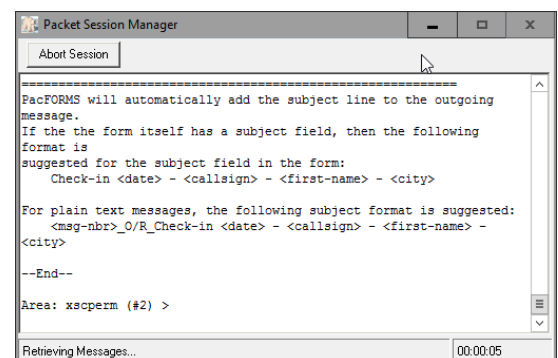 Packet Session Manager
Abort Session
===========================================================
PacFORMS will automatically add the subject line to the outgoing
message.
If the the form itself has a subject field, then the following
format is
suggested for the subject field in the form:
    Check-in <date> - <callsign> - <first-name> - <city>
For plain text messages, the following subject format is suggested:
    <msg-nbr>_O/R_Check-in <date> - <callsign> - <first-name> -
<city>
--End--
Area: xscperm (#2) >
Retrieving Messages... 00:00:05